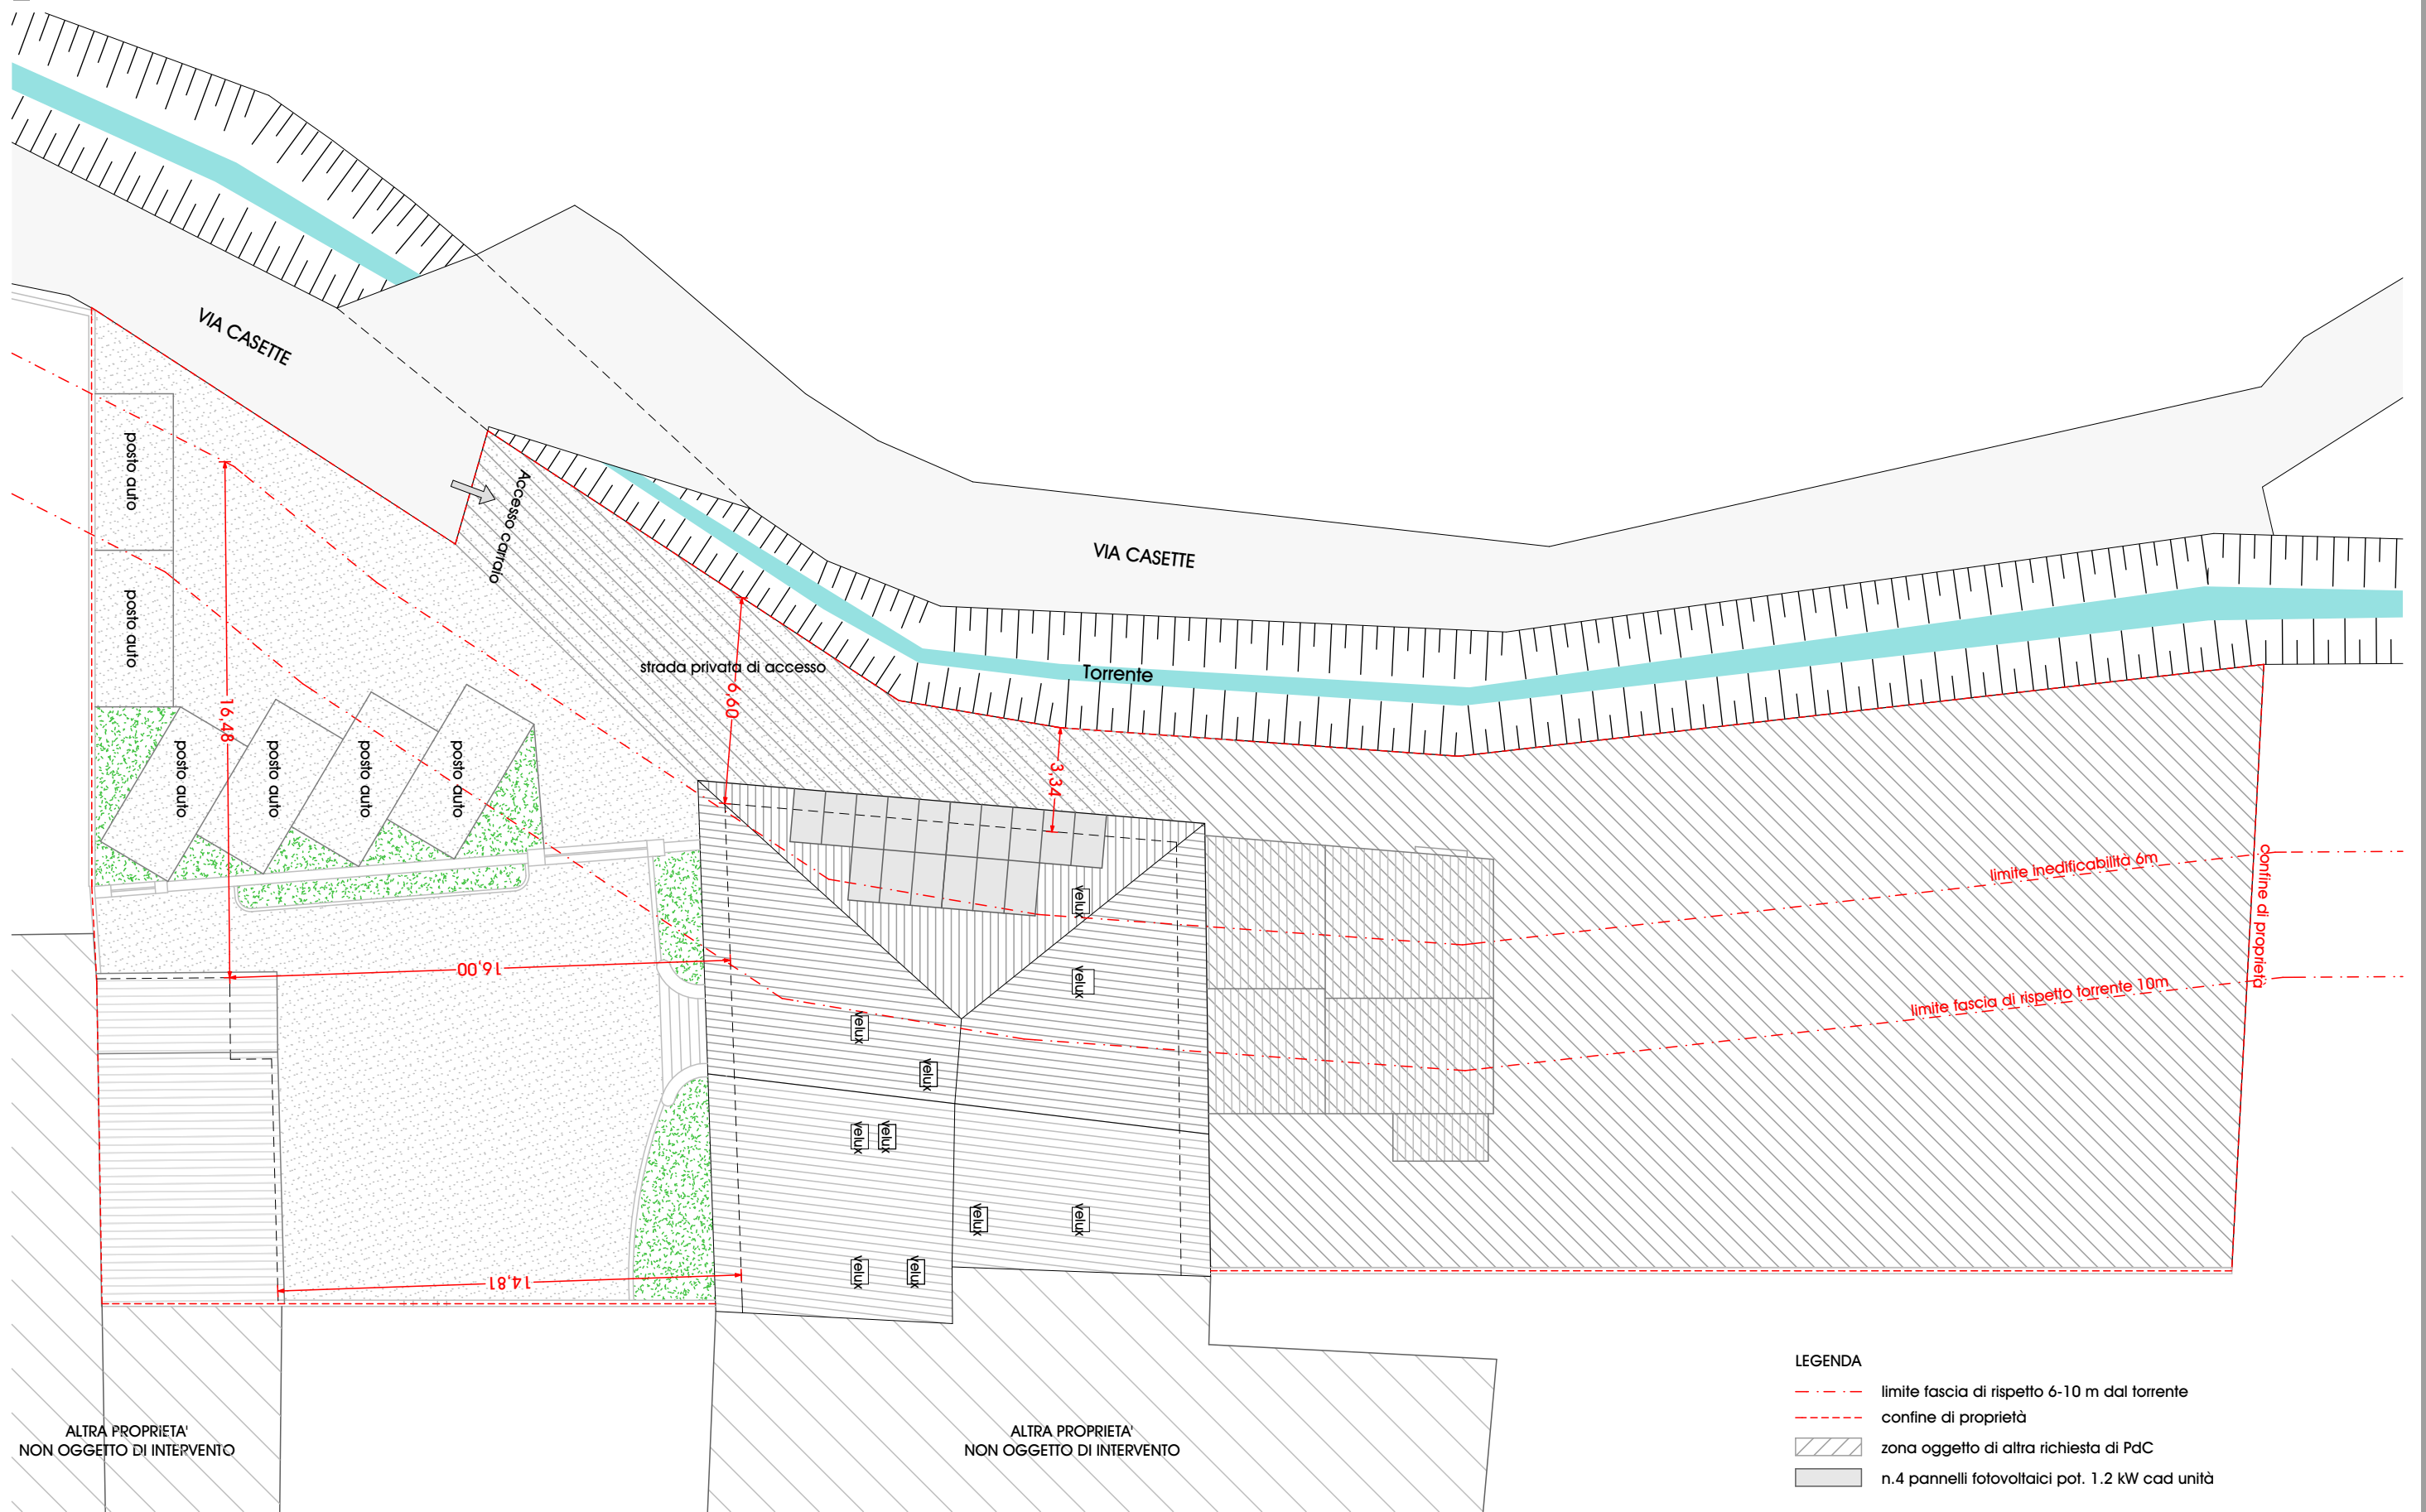 VIA CASETTE
posto auto
Accesso carraio
VIA CASETTE
posto auto
strada privata di accesso
Torrente
6,60
16,48
3,34
posto auto
posto auto
posto auto
posto auto
limite inedificabilità 6m
confine di proprietà
velux
16,00
velux
limite fascia di rispetto torrente 10m
velux
velux
velux
velux
velux
velux
velux
velux
14,81
LEGENDA
limite fascia di rispetto 6-10 m dal torrente
confine di proprietà
zona oggetto di altra richiesta di PdC
n.4 pannelli fotovoltaici pot. 1.2 kW cad unità
ALTRA PROPRIETA'
NON OGGETTO DI INTERVENTO
ALTRA PROPRIETA'
NON OGGETTO DI INTERVENTO